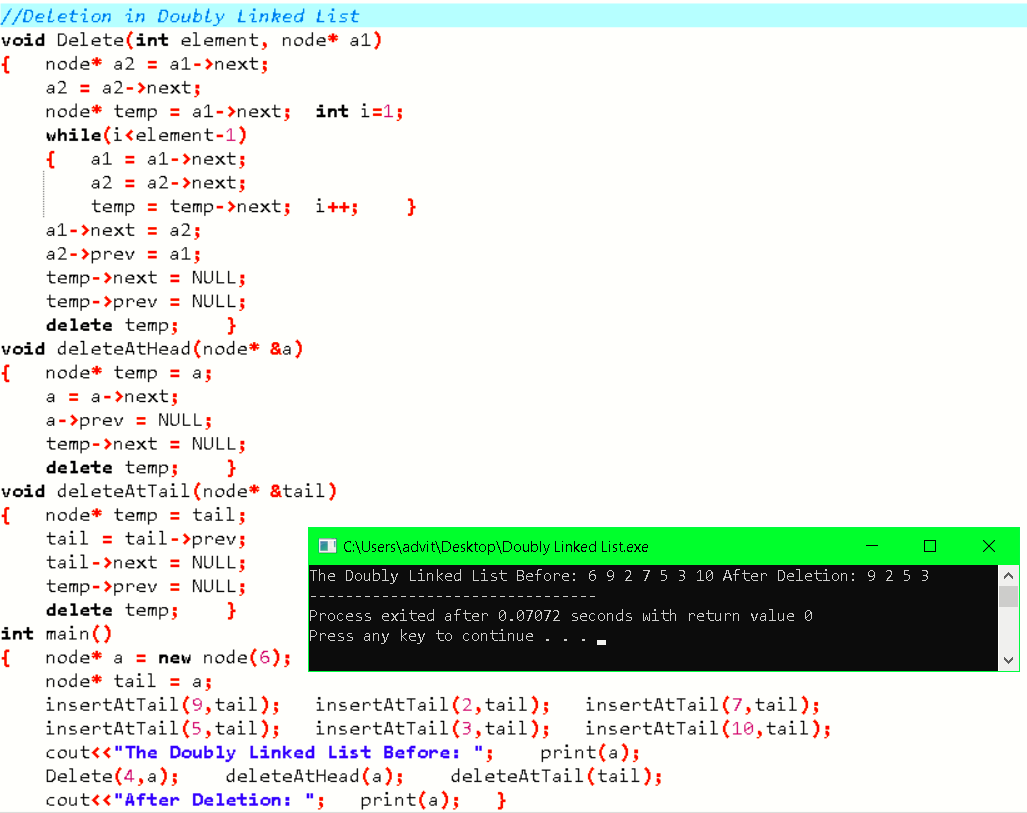 //Deletion in Doubly Linked List
void Delete(int element, node* a1)
{   node* a2 = a1->next;
    a2 = a2->next;
    node* temp = a1->next;  int i=1;
    while(i<element-1)
    {   a1 = a1->next;
        a2 = a2->next;
        temp = temp->next;  i++;    }
    a1->next = a2;
    a2->prev = a1;
    temp->next = NULL;
    temp->prev = NULL;
    delete temp;    }
void deleteAtHead(node* &a)
{   node* temp = a;
    a = a->next;
    a->prev = NULL;
    temp->next = NULL;
    delete temp;    }
void deleteAtTail(node* &tail)
{   node* temp = tail;
    tail = tail->prev;
    tail->next = NULL;
    temp->prev = NULL;
    delete temp;    }
int main()
{   node* a = new node(6);
    node* tail = a;
    insertAtTail(9,tail);   insertAtTail(2,tail);   insertAtTail(7,tail);
    insertAtTail(5,tail);   insertAtTail(3,tail);   insertAtTail(10,tail);
    cout<<"The Doubly Linked List Before: ";    print(a);
    Delete(4,a);    deleteAtHead(a);    deleteAtTail(tail);
    cout<<"After Deletion: ";   print(a);   }
C:\Users\advit\Desktop\Doubly Linked List.exe
The Doubly Linked List Before: 6 9 2 7 5 3 10 After Deletion: 9 2 5 3
--------------------------------
Process exited after 0.07072 seconds with return value 0
Press any key to continue . . .